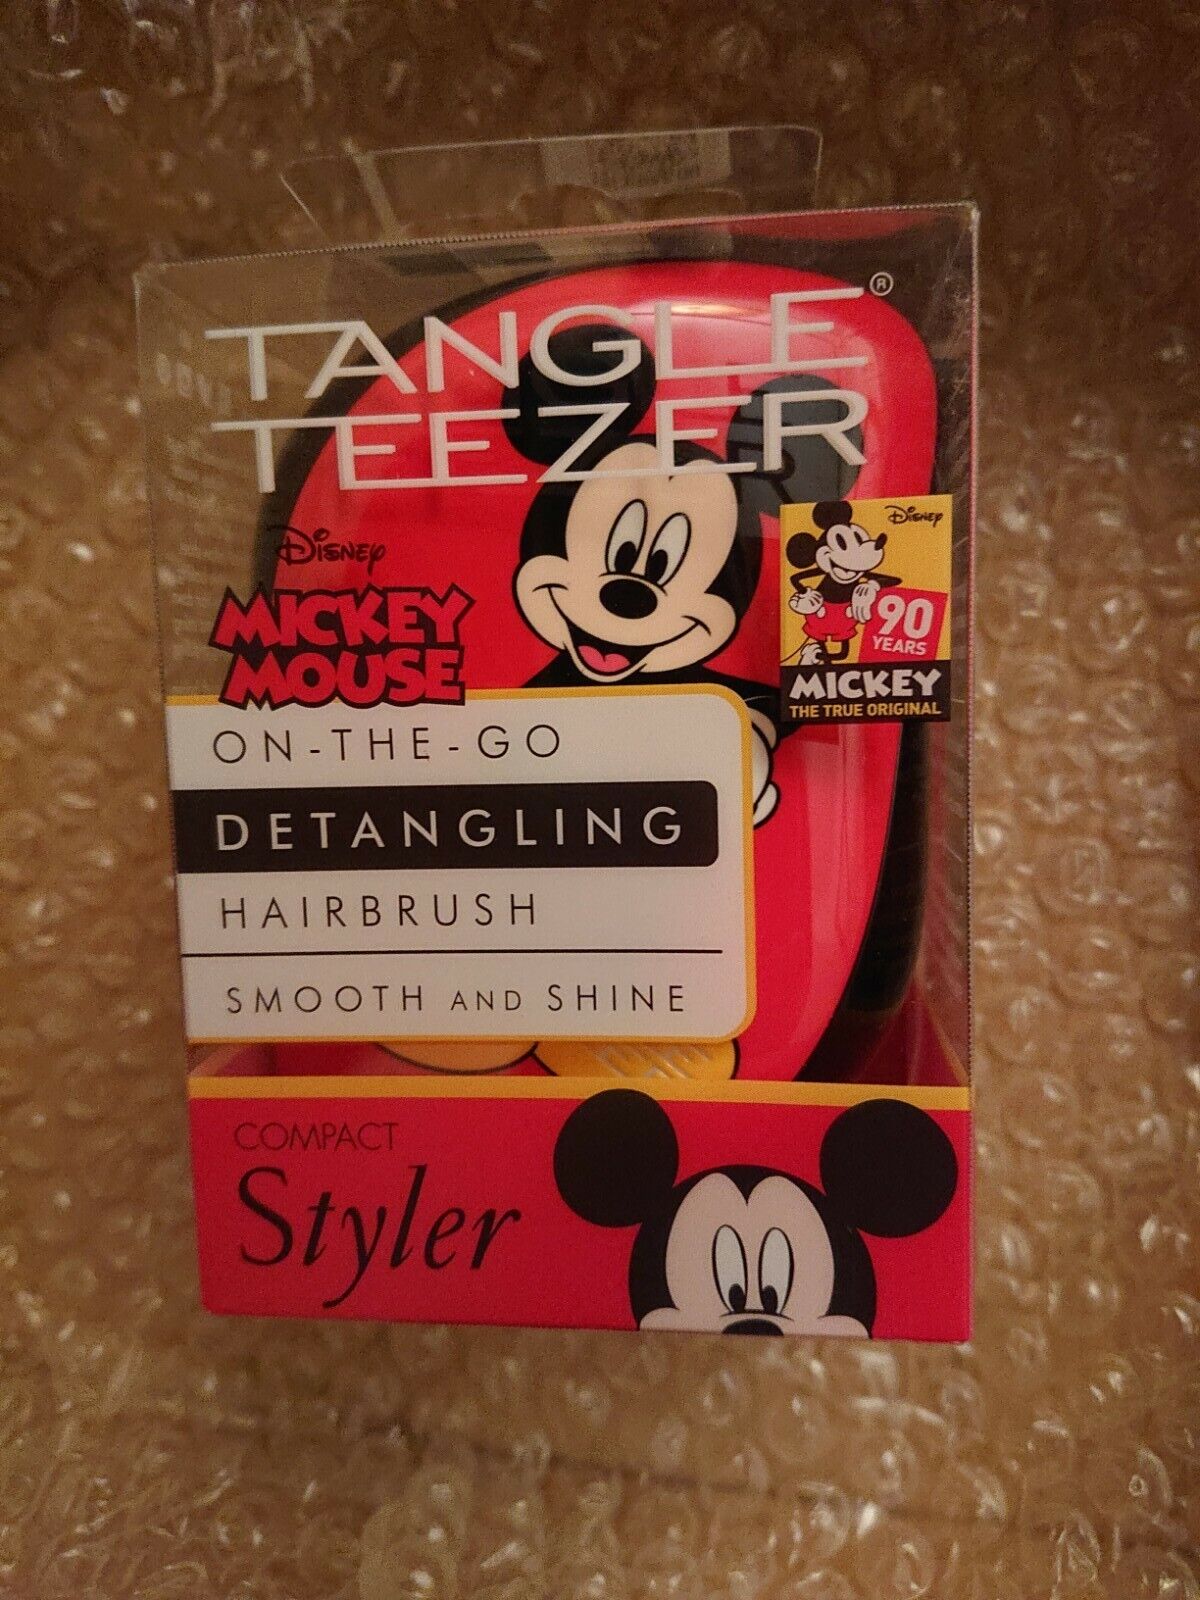 TANGLE ®
TEEZER
Disney
MICKEY
MOUSE
Disney
90
YEARS
MICKEY
THE TRUE ORIGINAL
ON-THE-GO
DETANGLING
HAIRBRUSH
SMOOTH AND SHINE
COMPACT
Styler